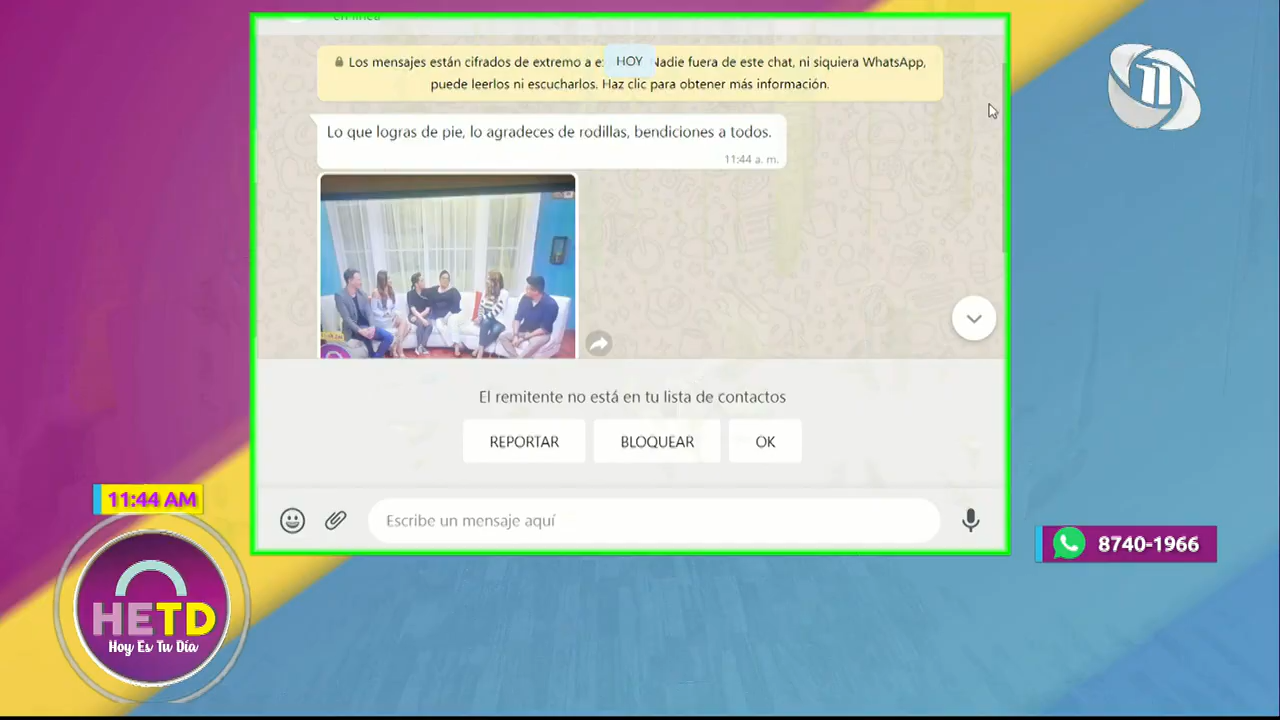 Los mensajes están cifrados de extremo a e HOY Nadie fuera de este chat, ni siquiera WhatsApp,
puede leerlos ni escucharlos. Haz clic para obtener más información.
Lo que logras de pie, lo agradeces de rodillas, bendiciones a todos.
11:44 a. m.
El remitente no está en tu lista de contactos
REPORTAR BLOQUEAR OK
Escribe un mensaje aquí
11:44 AM
8740-1966
HETD
Hoy Es Tu Día
11